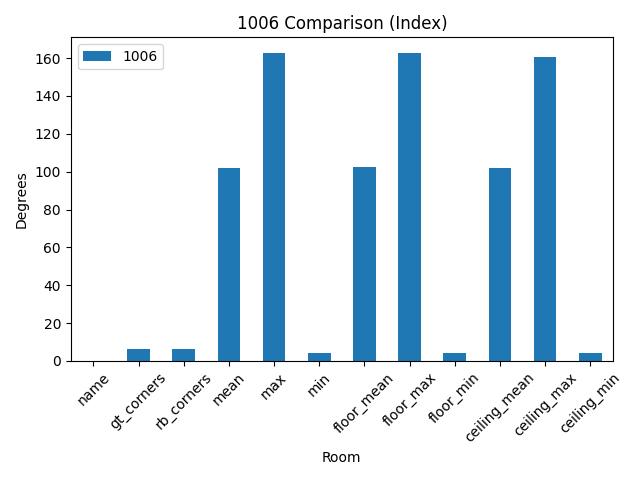 1006 Comparison (Index)
1006
Degrees
160
140
120
100
80
60
40
20
0
name
gt_corners
rb_corners
mean
max
min
floor_mean
floor_max
floor_min
ceiling_mean
ceiling_max
ceiling_min
Room